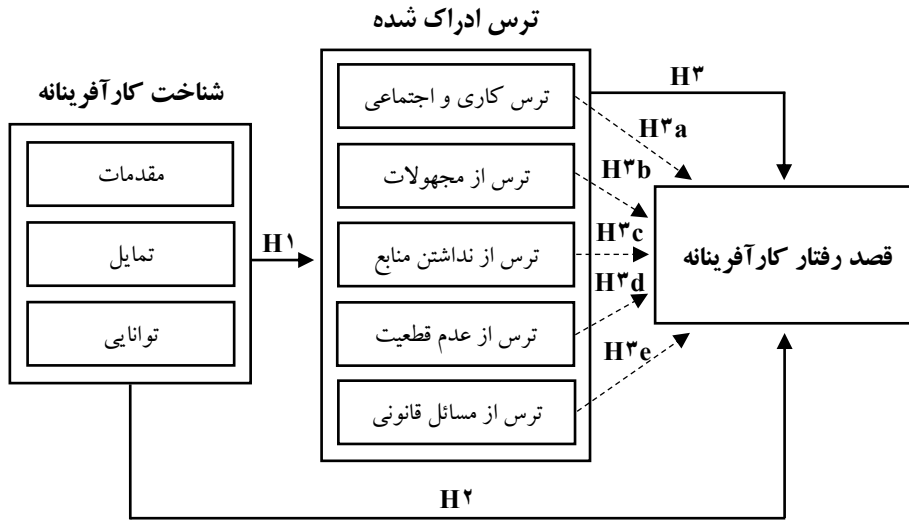 ترس ادراک شده
شناخت کارآفرینانه
مقدمات
تمایل
توانایی
H۱
ترس کاری و اجتماعی
ترس از مجهولات
ترس از نداشتن منابع
ترس از عدم قطعیت
ترس از مسائل قانونی
H۳
H۳a
H۳b
H۳c
H۳d
H۳e
قصد رفتار کارآفرینانه
H۲